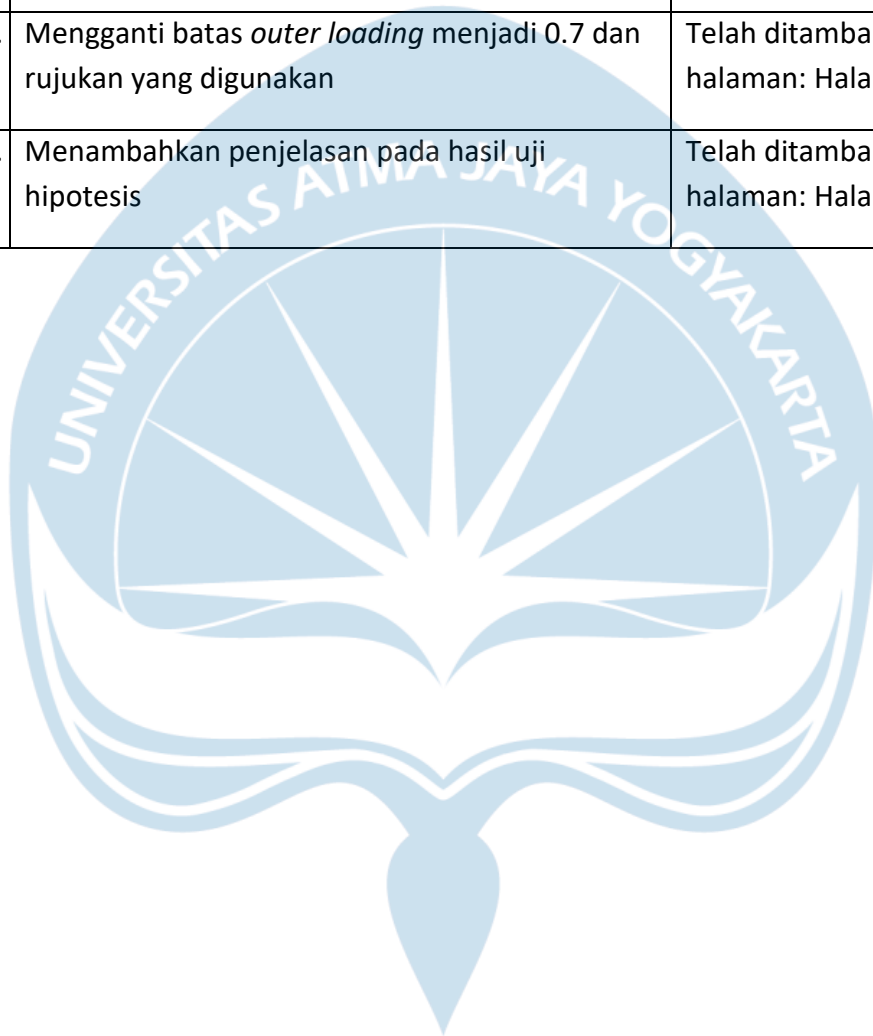 . Mengganti batas outer loading menjadi 0.7 dan Telah ditamba
rujukan yang digunakan halaman: Hala
. Menambahkan penjelasan pada hasil uji Telah ditamba
hipotesis halaman: Hala
UNIVERSITAS ATMA JAYA YOGYAKARTA